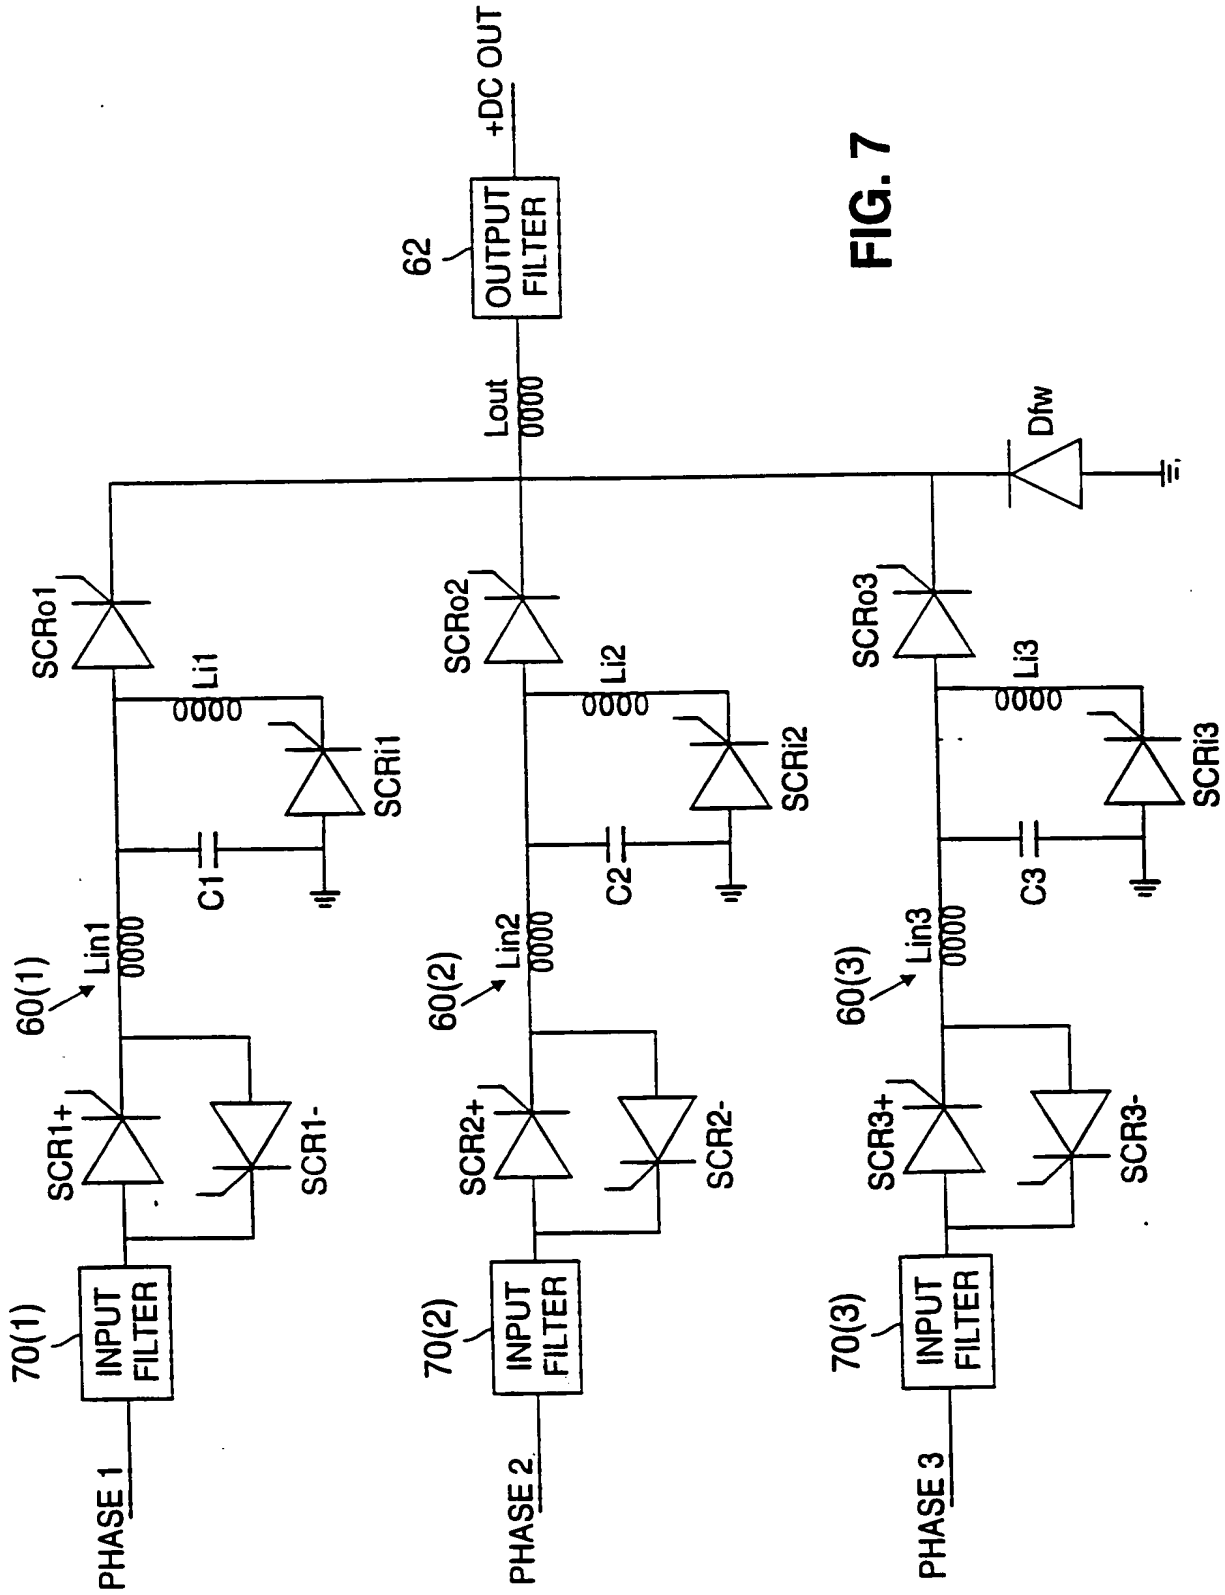 PHASE 1
70(1)
INPUT
FILTER
SCR1+
SCR1-
60(1)
Lin1
C1
Li1
SCRi1
SCRo1
PHASE 2
70(2)
INPUT
FILTER
SCR2+
SCR2-
60(2)
Lin2
C2
Li2
SCRi2
SCRo2
Lout
62
OUTPUT
FILTER
+DC OUT
PHASE 3
70(3)
INPUT
FILTER
SCR3+
SCR3-
60(3)
Lin3
C3
Li3
SCRi3
SCRo3
Dfw
FIG. 7